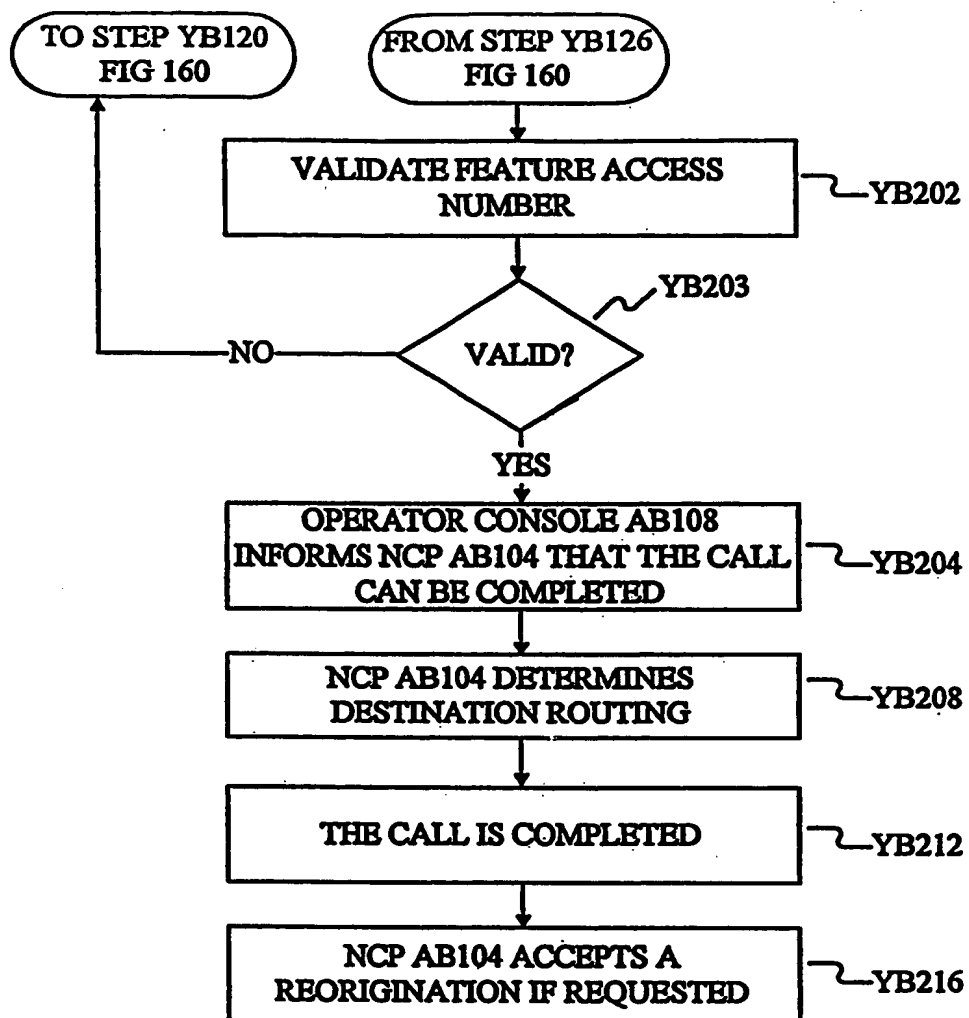 TO STEP YB120
FIG 160
FROM STEP YB126
FIG 160
VALIDATE FEATURE ACCESS
NUMBER
YB202
YB203
VALID?
NO
YES
OPERATOR CONSOLE AB108
INFORMS NCP AB104 THAT THE CALL
CAN BE COMPLETED
YB204
NCP AB104 DETERMINES
DESTINATION ROUTING
YB208
THE CALL IS COMPLETED
YB212
NCP AB104 ACCEPTS A
REORIGINATION IF REQUESTED
YB216